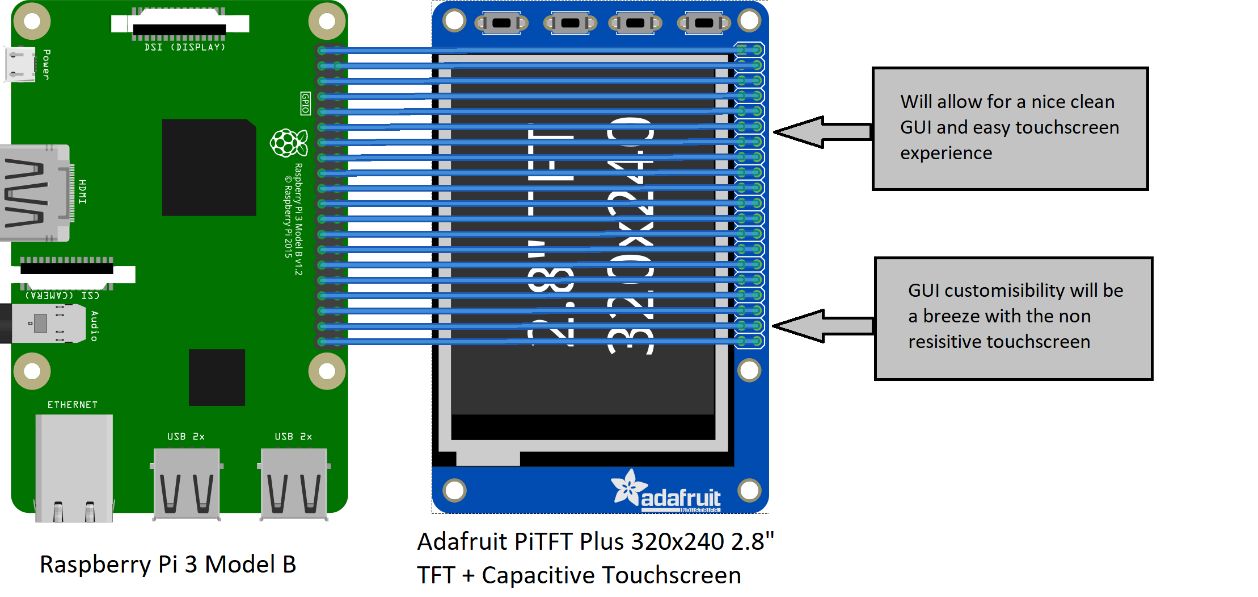 DSI (DISPLAY)
Power
GPIO
HDMI
Raspberry Pi 3 Model B v1.2
© Raspberry Pi 2015
CSI (CAMERA)
Audio
ETHERNET
USB 2x
USB 2x
2.8" TFT
320x240
adafruit
INDUSTRIES
Will allow for a nice clean
GUI and easy touchscreen
experience
GUI customisibility will be
a breeze with the non
resisitive touchscreen
Raspberry Pi 3 Model B
Adafruit PiTFT Plus 320x240 2.8"
TFT + Capacitive Touchscreen